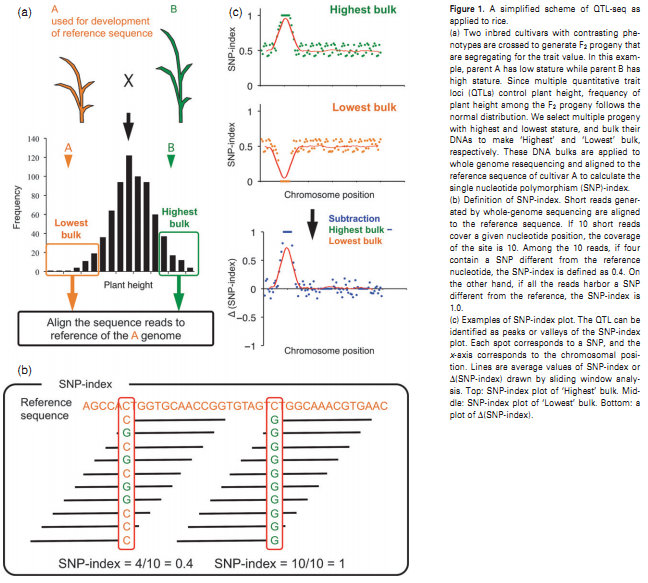 (a)
A
used for development
of reference sequence
B
X
140
120
100
80
60
40
20
0
Frequency
A
B
Lowest
bulk
Highest
bulk
Plant height
Align the sequence reads to
reference of the A genome
(c)
Highest bulk
1
0.5
0
SNP-index
Lowest bulk
1
0.5
0
SNP-index
Chromosome position
Subtraction
Highest bulk –
Lowest bulk
1
0.5
0
−0.5
−1
Δ (SNP-index)
Chromosome position
(b)
SNP-index
Reference
sequence
AGCCACTGGTGCAACCGGTGTAGTCTGGCAAACGTGAAC
C G
G G
C G
G G
C G
G G
G G
C G
C G
C G
SNP-index = 4/10 = 0.4 SNP-index = 10/10 = 1
Figure 1. A simplified scheme of QTL-seq as
applied to rice.
(a) Two inbred cultivars with contrasting phe-
notypes are crossed to generate F₂ progeny that
are segregating for the trait value. In this exam-
ple, parent A has low stature while parent B has
high stature. Since multiple quantitative trait
loci (QTLs) control plant height, frequency of
plant height among the F₂ progeny follows the
normal distribution. We select multiple progeny
with highest and lowest stature, and bulk their
DNAs to make 'Highest' and 'Lowest' bulk,
respectively. These DNA bulks are applied to
whole genome resequencing and aligned to the
reference sequence of cultivar A to calculate the
single nucleotide polymorphism (SNP)-index.
(b) Definition of SNP-index. Short reads gener-
ated by whole-genome sequencing are aligned
to the reference sequence. If 10 short reads
cover a given nucleotide position, the coverage
of the site is 10. Among the 10 reads, if four
contain a SNP different from the reference
nucleotide, the SNP-index is defined as 0.4. On
the other hand, if all the reads harbor a SNP
different from the reference, the SNP-index is
1.0.
(c) Examples of SNP-index plot. The QTL can be
identified as peaks or valleys of the SNP-index
plot. Each spot corresponds to a SNP, and the
x-axis corresponds to the chromosomal posi-
tion. Lines are average values of SNP-index or
Δ(SNP-index) drawn by sliding window analy-
sis. Top: SNP-index plot of 'Highest' bulk. Mid-
dle: SNP-index plot of 'Lowest' bulk. Bottom: a
plot of Δ(SNP-index).